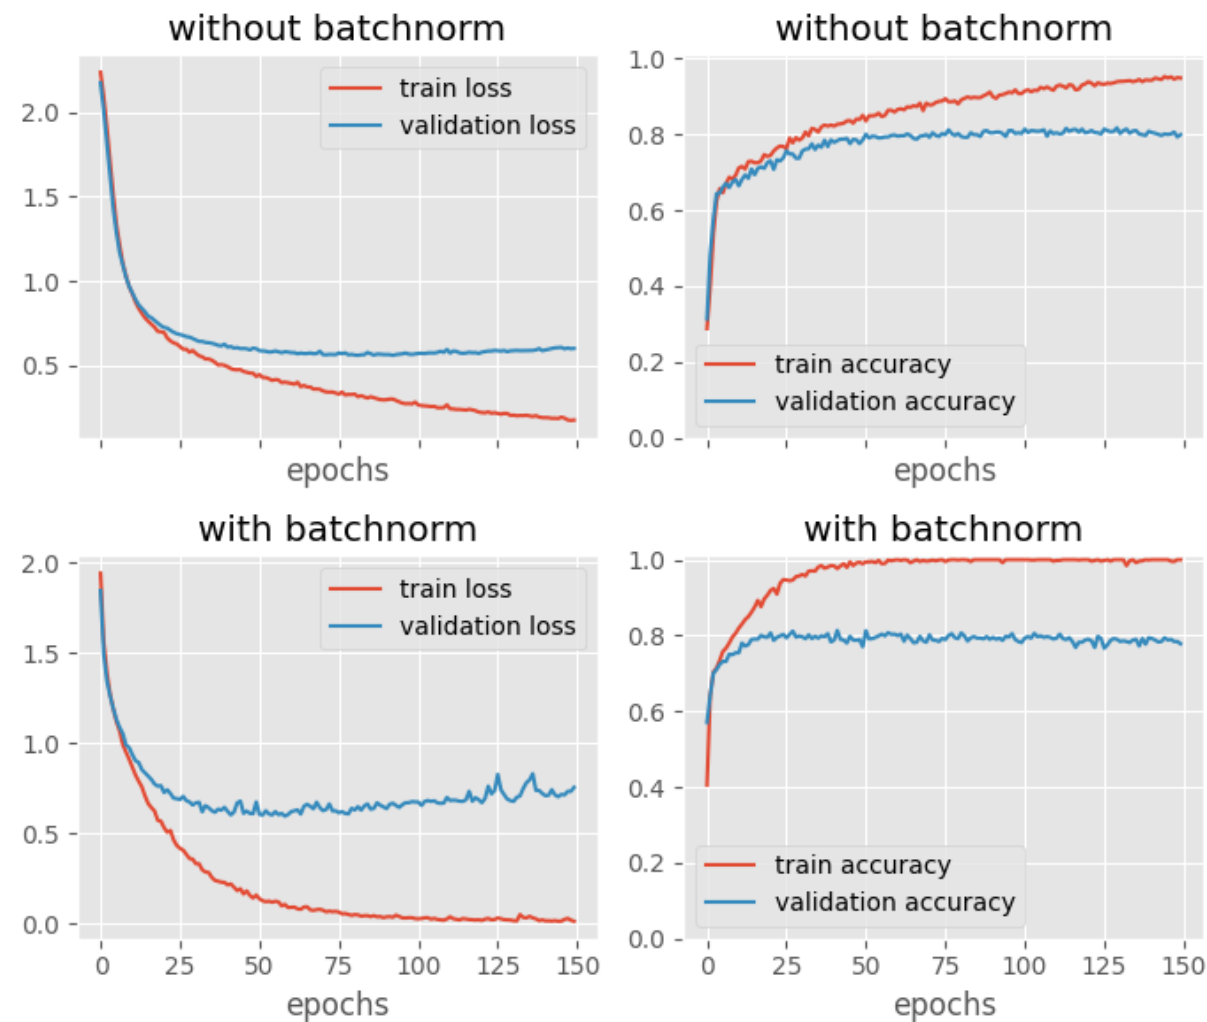 without batchnorm
2.0
1.5
1.0
0.5
train loss
validation loss
epochs
without batchnorm
1.0
0.8
0.6
0.4
0.2
0.0
train accuracy
validation accuracy
epochs
with batchnorm
2.0
1.5
1.0
0.5
0.0
train loss
validation loss
0 25 50 75 100 125 150
epochs
with batchnorm
1.0
0.8
0.6
0.4
0.2
0.0
train accuracy
validation accuracy
0 25 50 75 100 125 150
epochs